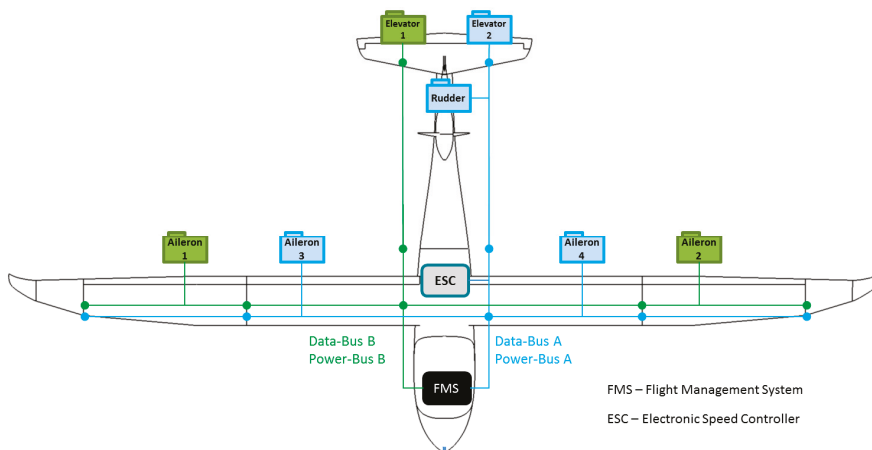 Elevator
1
Elevator
2
Rudder
Aileron
1
Aileron
3
Aileron
4
Aileron
2
ESC
Data-Bus B
Power-Bus B
Data-Bus A
Power-Bus A
FMS
FMS – Flight Management System
ESC – Electronic Speed Controller